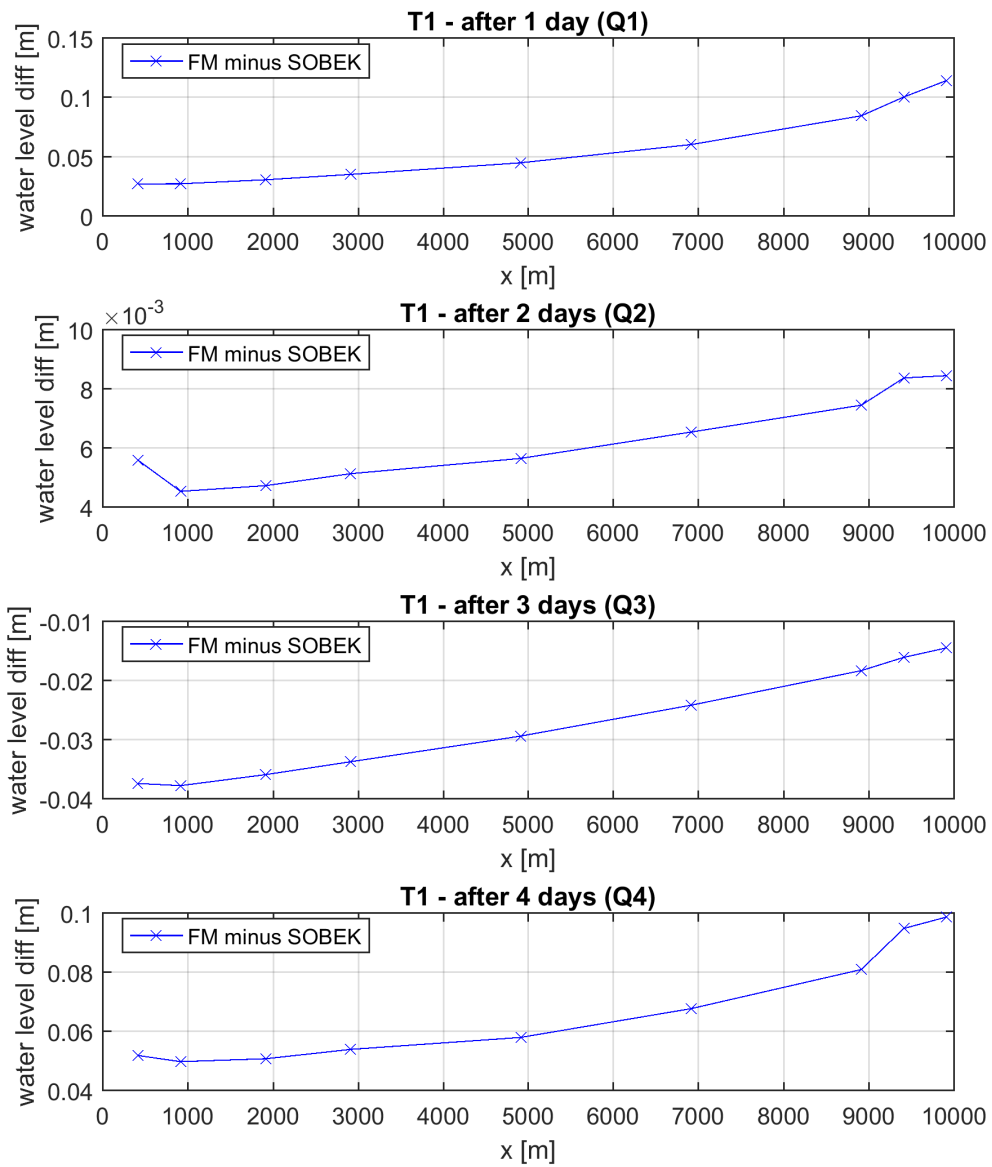 T1 - after 1 day (Q1)
water level diff [m]
0.15
0.1
0.05
0
FM minus SOBEK
0 1000 2000 3000 4000 5000 6000 7000 8000 9000 10000
x [m]
T1 - after 2 days (Q2)
×10-3
water level diff [m]
10
8
6
4
FM minus SOBEK
0 1000 2000 3000 4000 5000 6000 7000 8000 9000 10000
x [m]
T1 - after 3 days (Q3)
water level diff [m]
-0.01
-0.02
-0.03
-0.04
FM minus SOBEK
0 1000 2000 3000 4000 5000 6000 7000 8000 9000 10000
x [m]
T1 - after 4 days (Q4)
water level diff [m]
0.1
0.08
0.06
0.04
FM minus SOBEK
0 1000 2000 3000 4000 5000 6000 7000 8000 9000 10000
x [m]